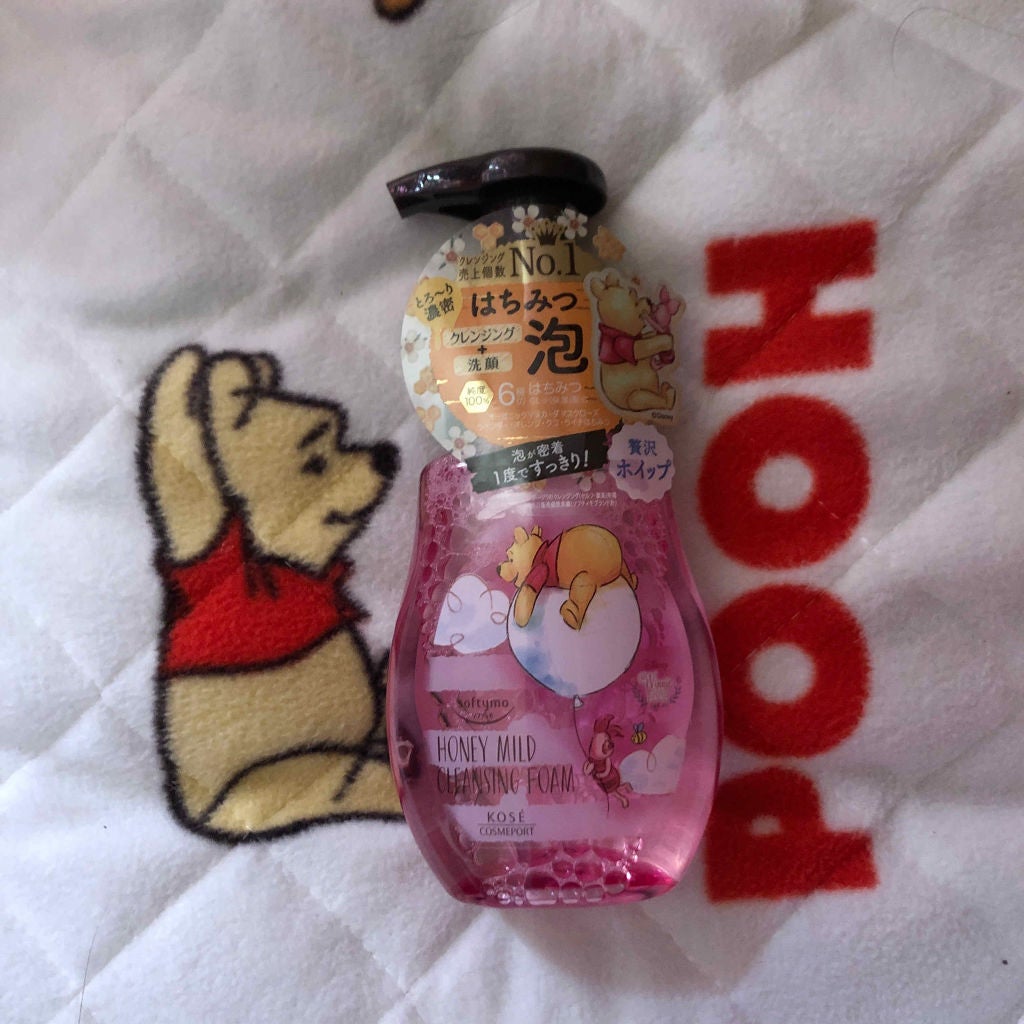 クレンジング
売上個数 No.1
とろ〜り
濃密
はちみつ
クレンジング
+
洗顔
泡
純度
100%
6種
はちみつ
©Disney
泡が密着
1度ですっきり!
贅沢
ホイップ
softymo
HONEY MILD
CLEANSING FOAM
KOSÉ
COSMEPORT
POOH